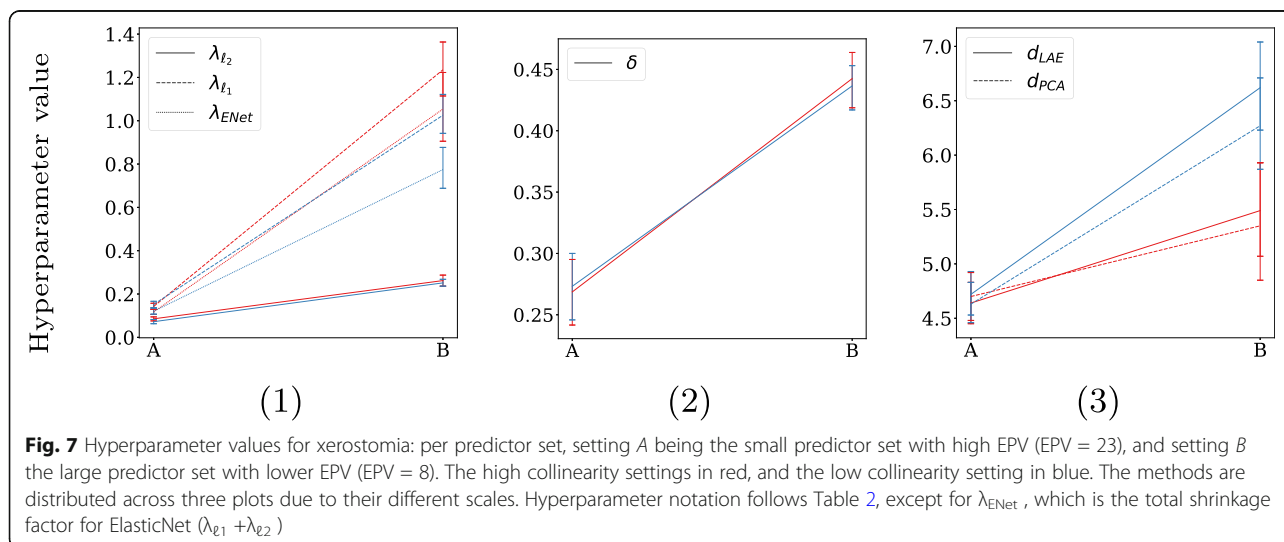 Hyperparameter value
1.4
1.2
1.0
0.8
0.6
0.4
0.2
0.0
λℓ2
λℓ1
λENet
A B
(1)
0.45
0.40
0.35
0.30
0.25
δ
A B
(2)
7.0
6.5
6.0
5.5
5.0
4.5
dLAE
dPCA
A B
(3)
Fig. 7 Hyperparameter values for xerostomia: per predictor set, setting A being the small predictor set with high EPV (EPV = 23), and setting B
the large predictor set with lower EPV (EPV = 8). The high collinearity settings in red, and the low collinearity setting in blue. The methods are
distributed across three plots due to their different scales. Hyperparameter notation follows Table 2, except for λENet , which is the total shrinkage
factor for ElasticNet (λℓ1 +λℓ2 )